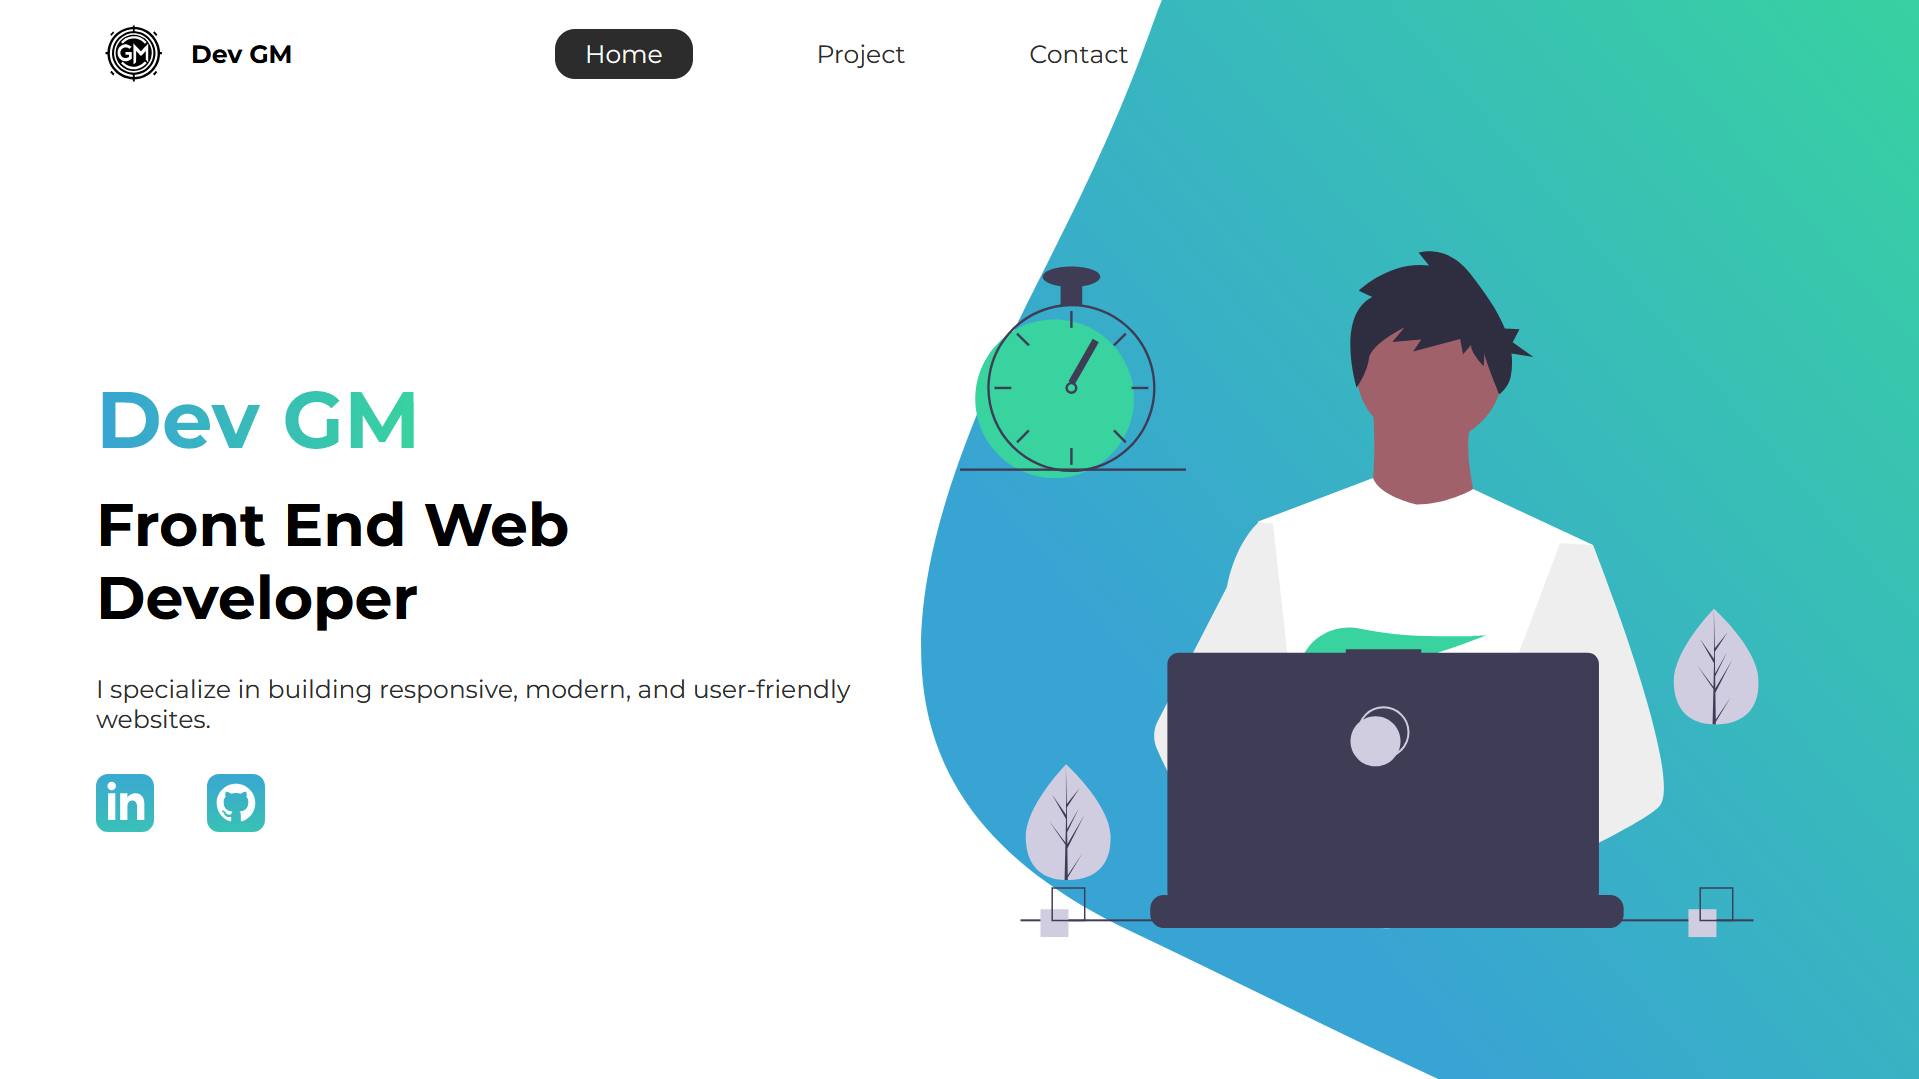 GM
Dev GM
Home
Project
Contact
Dev GM
Front End Web
Developer
I specialize in building responsive, modern, and user-friendly
websites.
in